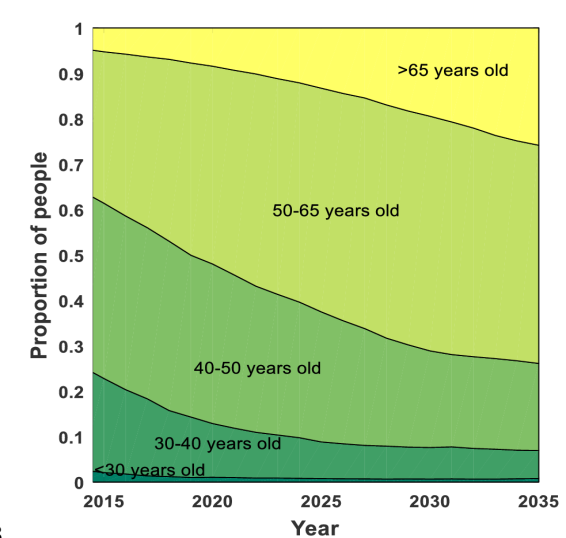 1
0.9
0.8
0.7
0.6
0.5
0.4
0.3
0.2
0.1
0
Proportion of people
>65 years old
50-65 years old
40-50 years old
30-40 years old
<30 years old
2015 2020 2025 2030 2035
Year